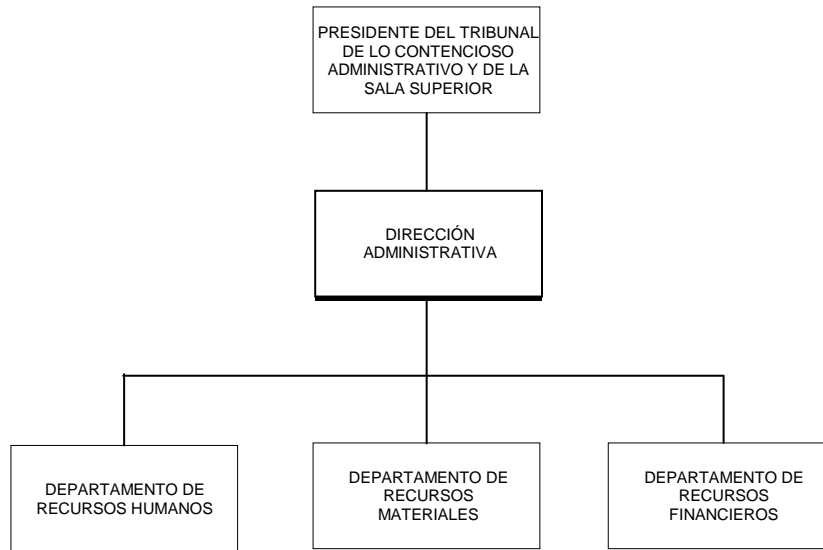 PRESIDENTE DEL TRIBUNAL
DE LO CONTENCIOSO
ADMINISTRATIVO Y DE LA
SALA SUPERIOR
DIRECCIÓN
ADMINISTRATIVA
DEPARTAMENTO DE
RECURSOS HUMANOS
DEPARTAMENTO DE
RECURSOS
MATERIALES
DEPARTAMENTO DE
RECURSOS
FINANCIEROS